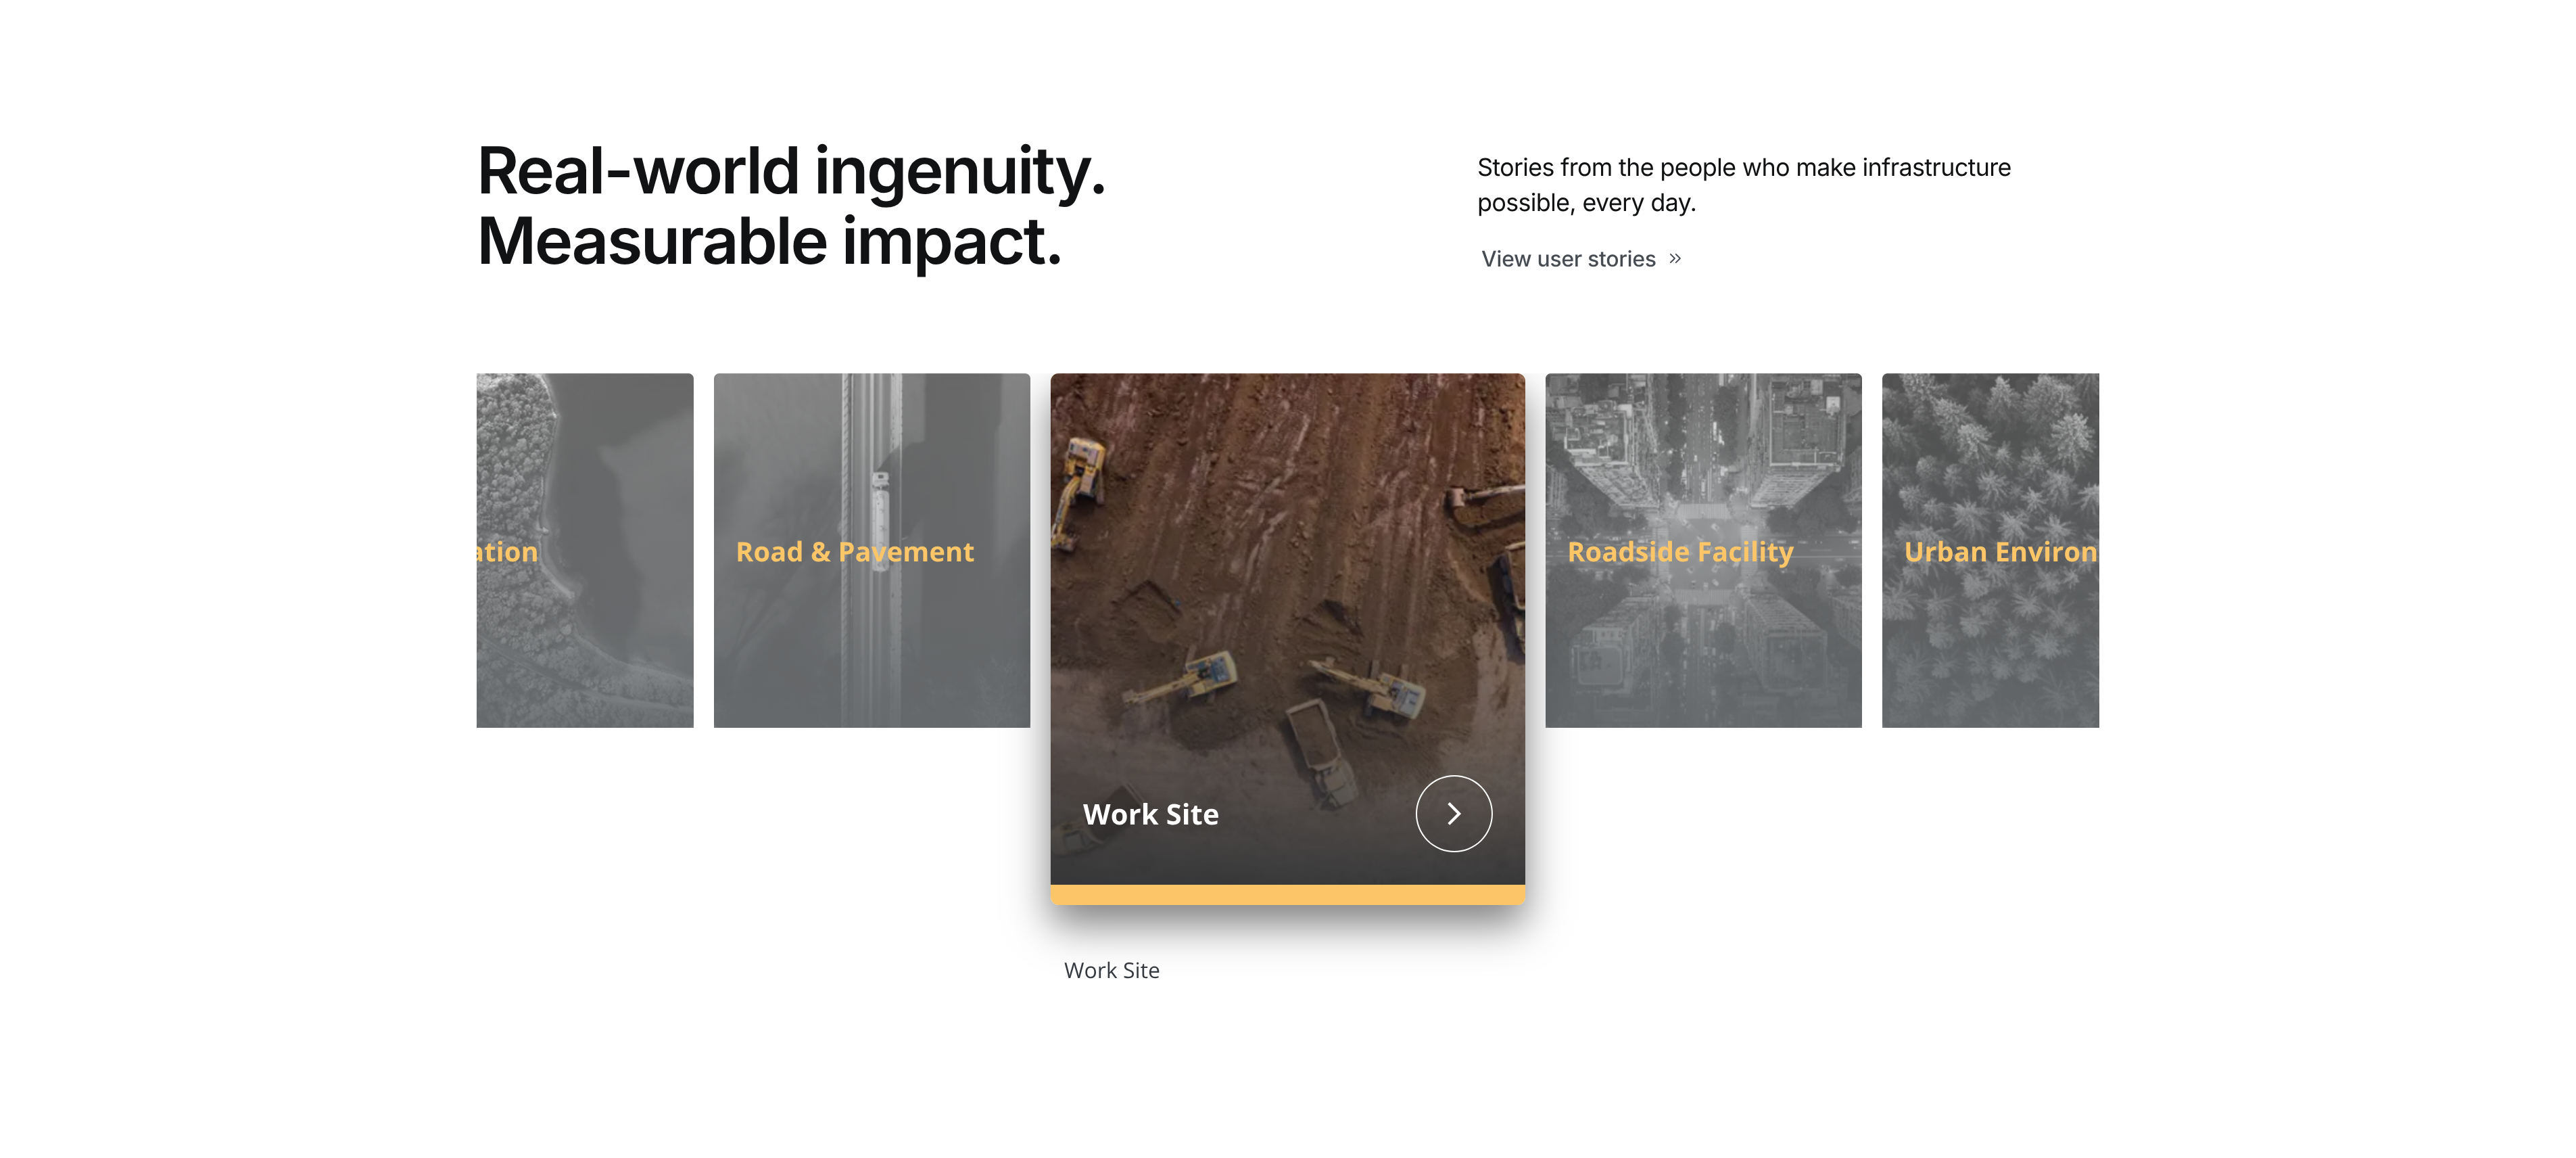 Real-world ingenuity.
Measurable impact.
Stories from the people who make infrastructure
possible, every day.
View user stories »
ation
Road & Pavement
Work Site
Roadside Facility
Urban Environ
Work Site